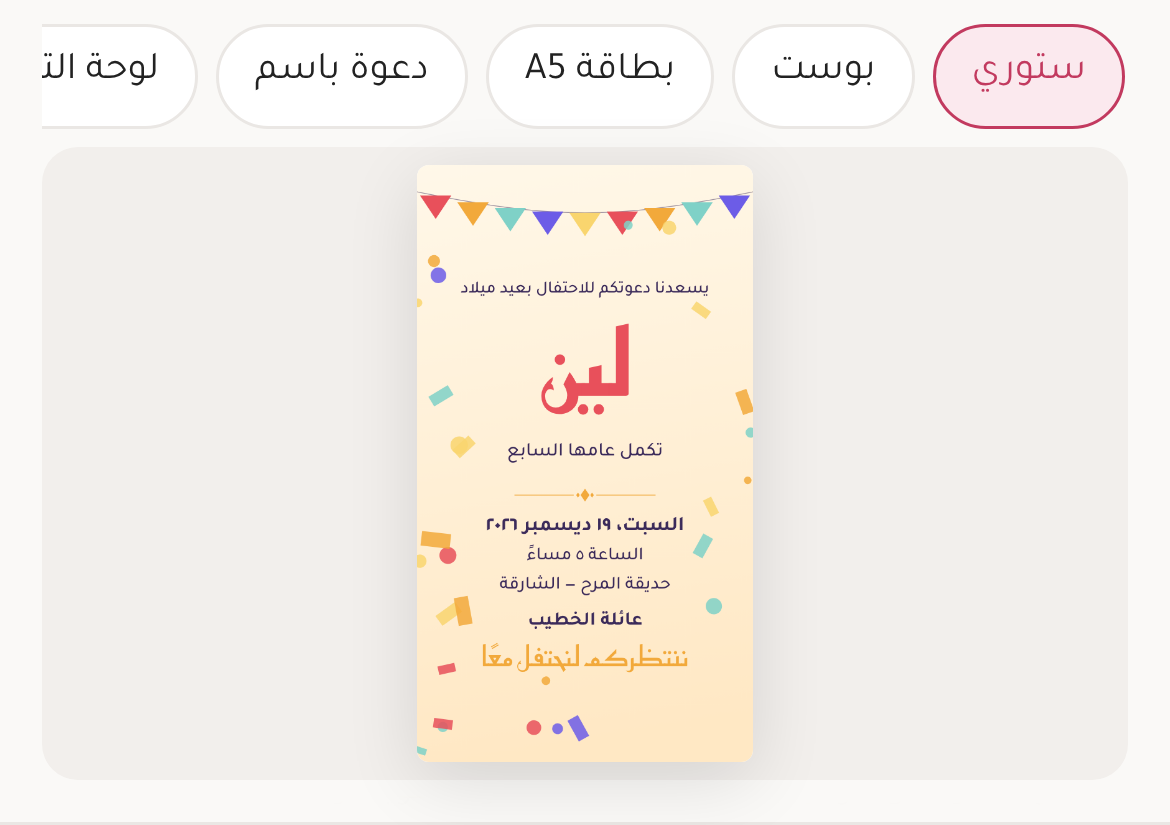 ستوري
بوست
بطاقة A5
دعوة باسم
لوحة
يسعدنا دعوتكم للاحتفال بعيد ميلاد
لين
تكمل عامها السابع
السبت، ١٩ ديسمبر ٢٠٢٦
الساعة ٥ مساءً
حديقة المرح – الشارقة
عائلة الخطيب
ننتظركم لنحتفل معًا